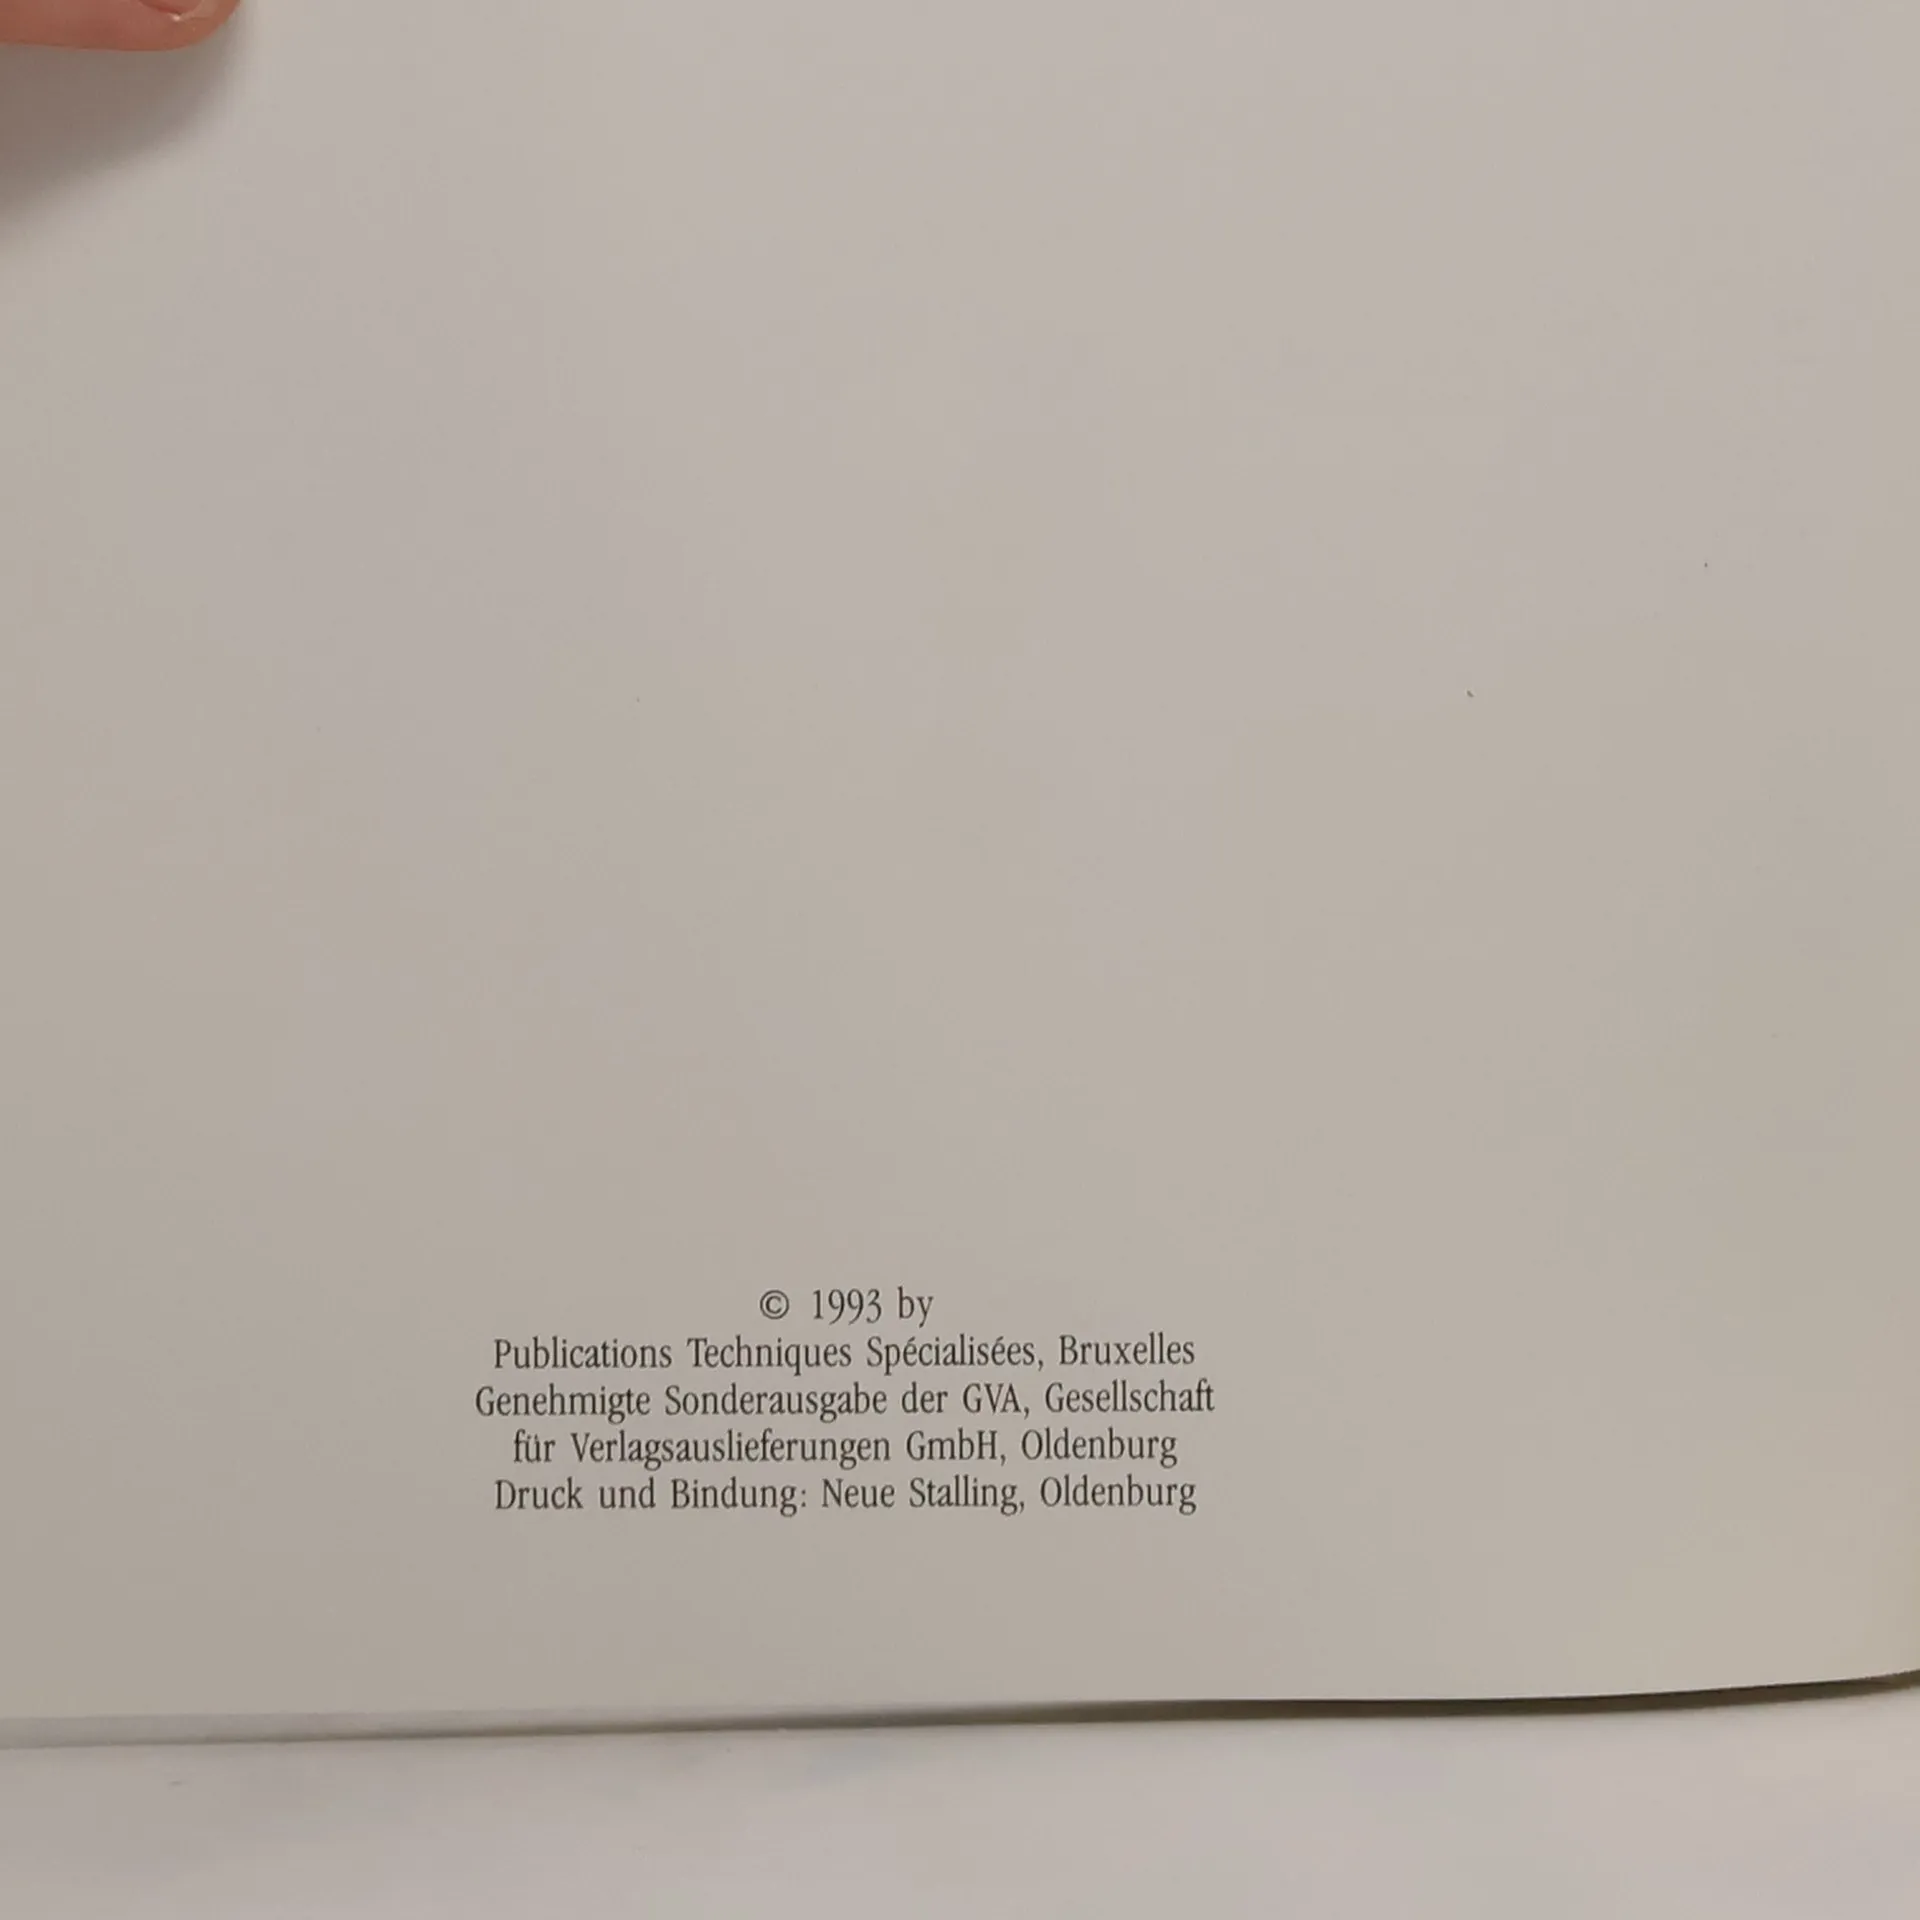 © 1993 by
Publications Techniques Spécialisées, Bruxelles
Genehmigte Sonderausgabe der GVA, Gesellschaft
für Verlagsauslieferungen GmbH, Oldenburg
Druck und Bindung: Neue Stalling, Oldenburg